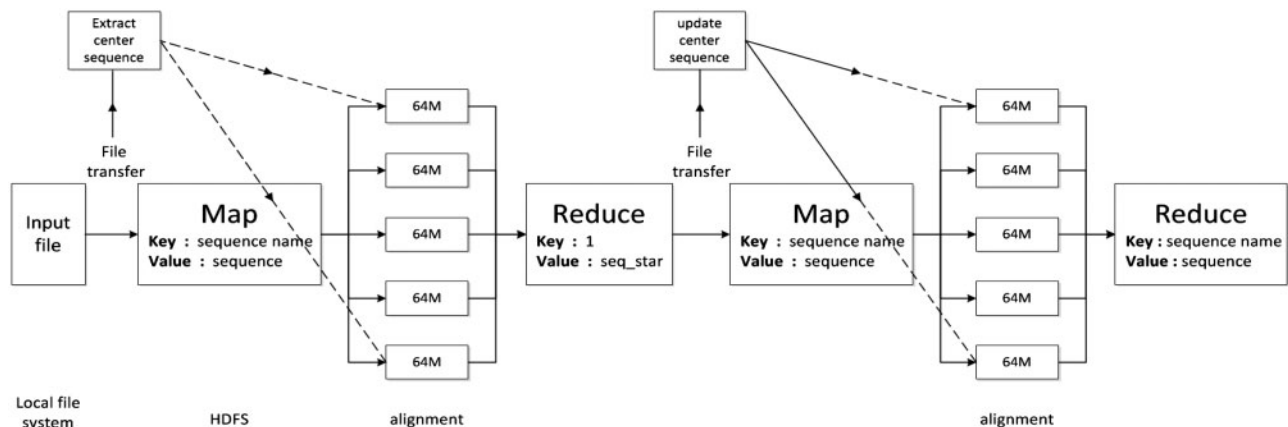 Extract
center
sequence
update
center
sequence
64M
64M
File
transfer
File
transfer
64M
64M
Input
file
Map
Key : sequence name
Value : sequence
64M
Reduce
Key : 1
Value : seq_star
Map
Key : sequence name
Value : sequence
64M
Reduce
Key : sequence name
Value : sequence
64M
64M
64M
64M
Local file
system
HDFS
alignment
alignment